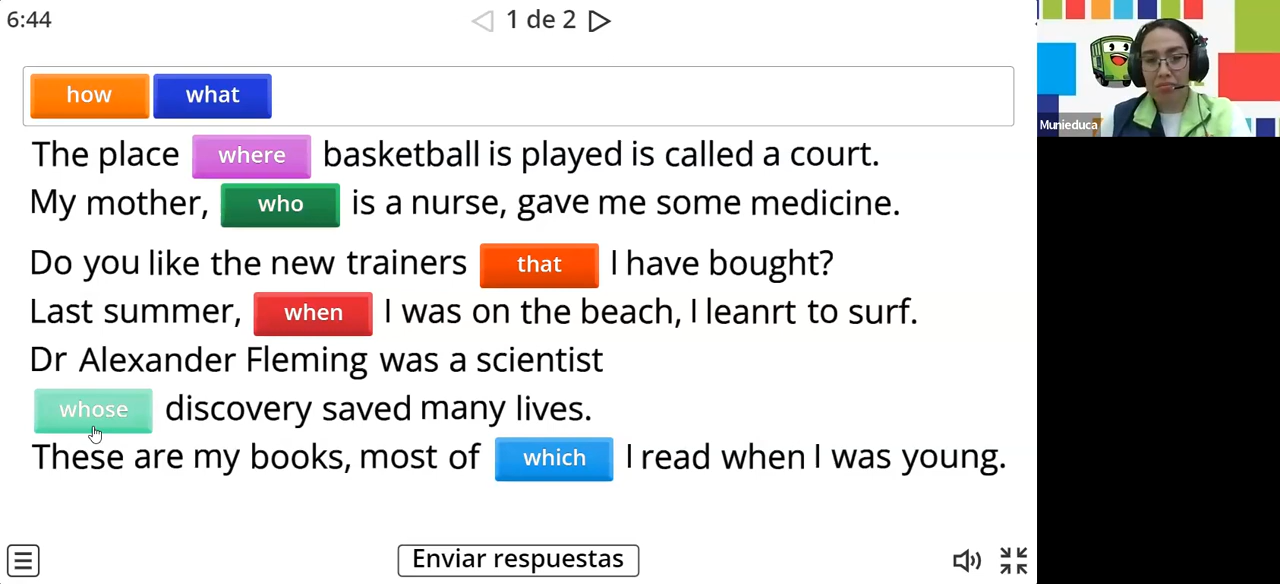 6:44
1 de 2
how what
The place where basketball is played is called a court.
My mother, who is a nurse, gave me some medicine.
Do you like the new trainers that I have bought?
Last summer, when I was on the beach, I leanrt to surf.
Dr Alexander Fleming was a scientist
whose discovery saved many lives.
These are my books, most of which I read when I was young.
Enviar respuestas
Munieduca